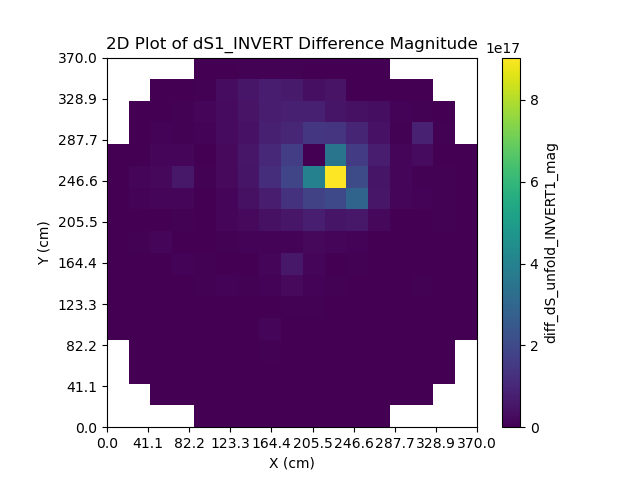 2D Plot of dS1_INVERT Difference Magnitude
1e17
370.0
328.9
287.7
246.6
205.5
164.4
123.3
82.2
41.1
0.0
Y (cm)
0.0 41.1 82.2 123.3 164.4 205.5 246.6 287.7 328.9 370.0
X (cm)
8
6
4
2
0
diff_dS_unfold_INVERT1_mag